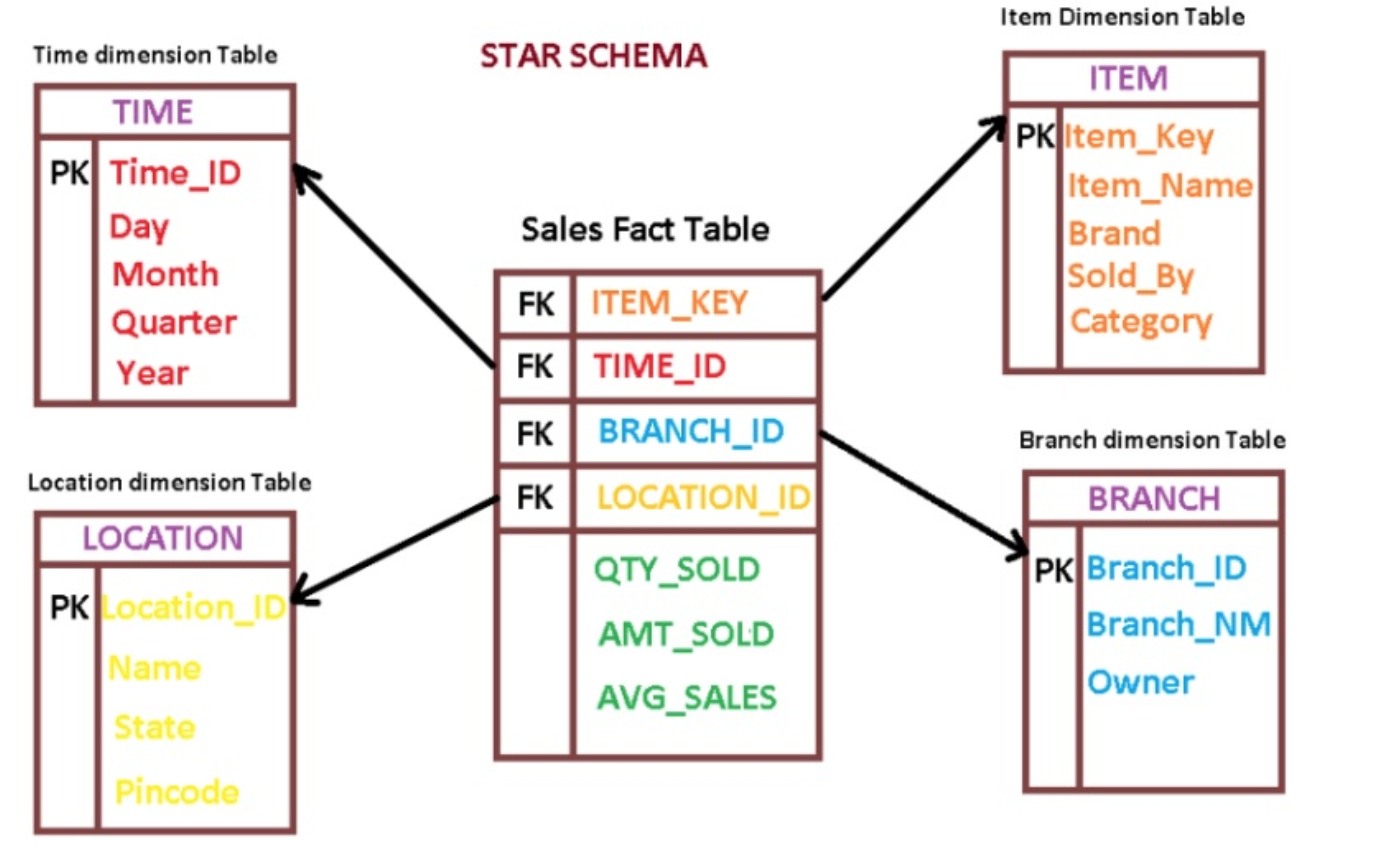 STAR SCHEMA
Time dimension Table
TIME
PK Time_ID
Day
Month
Quarter
Year
Location dimension Table
LOCATION
PK Location_ID
Name
State
Pincode
Sales Fact Table
FK ITEM_KEY
FK TIME_ID
FK BRANCH_ID
FK LOCATION_ID
QTY_SOLD
AMT_SOLD
AVG_SALES
Item Dimension Table
ITEM
PK Item_Key
Item_Name
Brand
Sold_By
Category
Branch dimension Table
BRANCH
PK Branch_ID
Branch_NM
Owner